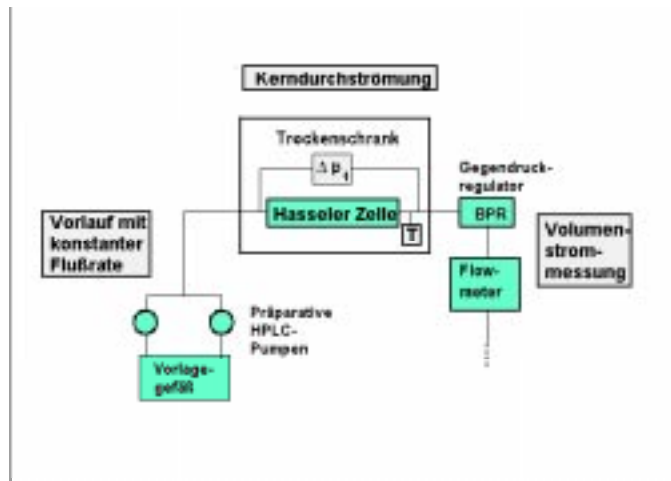 Kerndurchströmung
Trockenschrank
Δ p₁
Hasseler Zelle
T
Gegendruck-
regulator
BPR
Vorlauf mit
konstanter
Flußrate
Volumen-
strom-
messung
Flow-
meter
Präparative
HPLC-
Pumpen
Vorlage-
gefäß